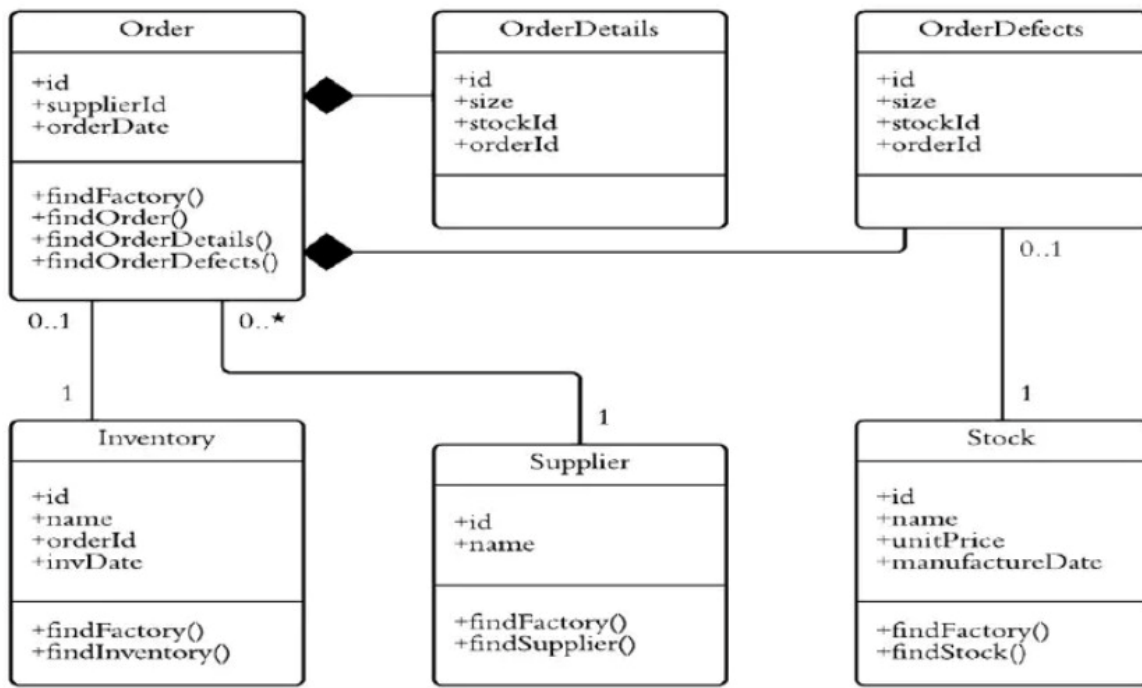 Order
+id
+supplierId
+orderDate
+findFactory()
+findOrder()
+findOrderDetails()
+findOrderDefects()
OrderDetails
+id
+size
+stockId
+orderId
OrderDefects
+id
+size
+stockId
+orderId
0..1
0..*
0..1
1
1
1
Inventory
+id
+name
+orderId
+invDate
+findFactory()
+findInventory()
Supplier
+id
+name
+findFactory()
+findSupplier()
Stock
+id
+name
+unitPrice
+manufactureDate
+findFactory()
+findStock()